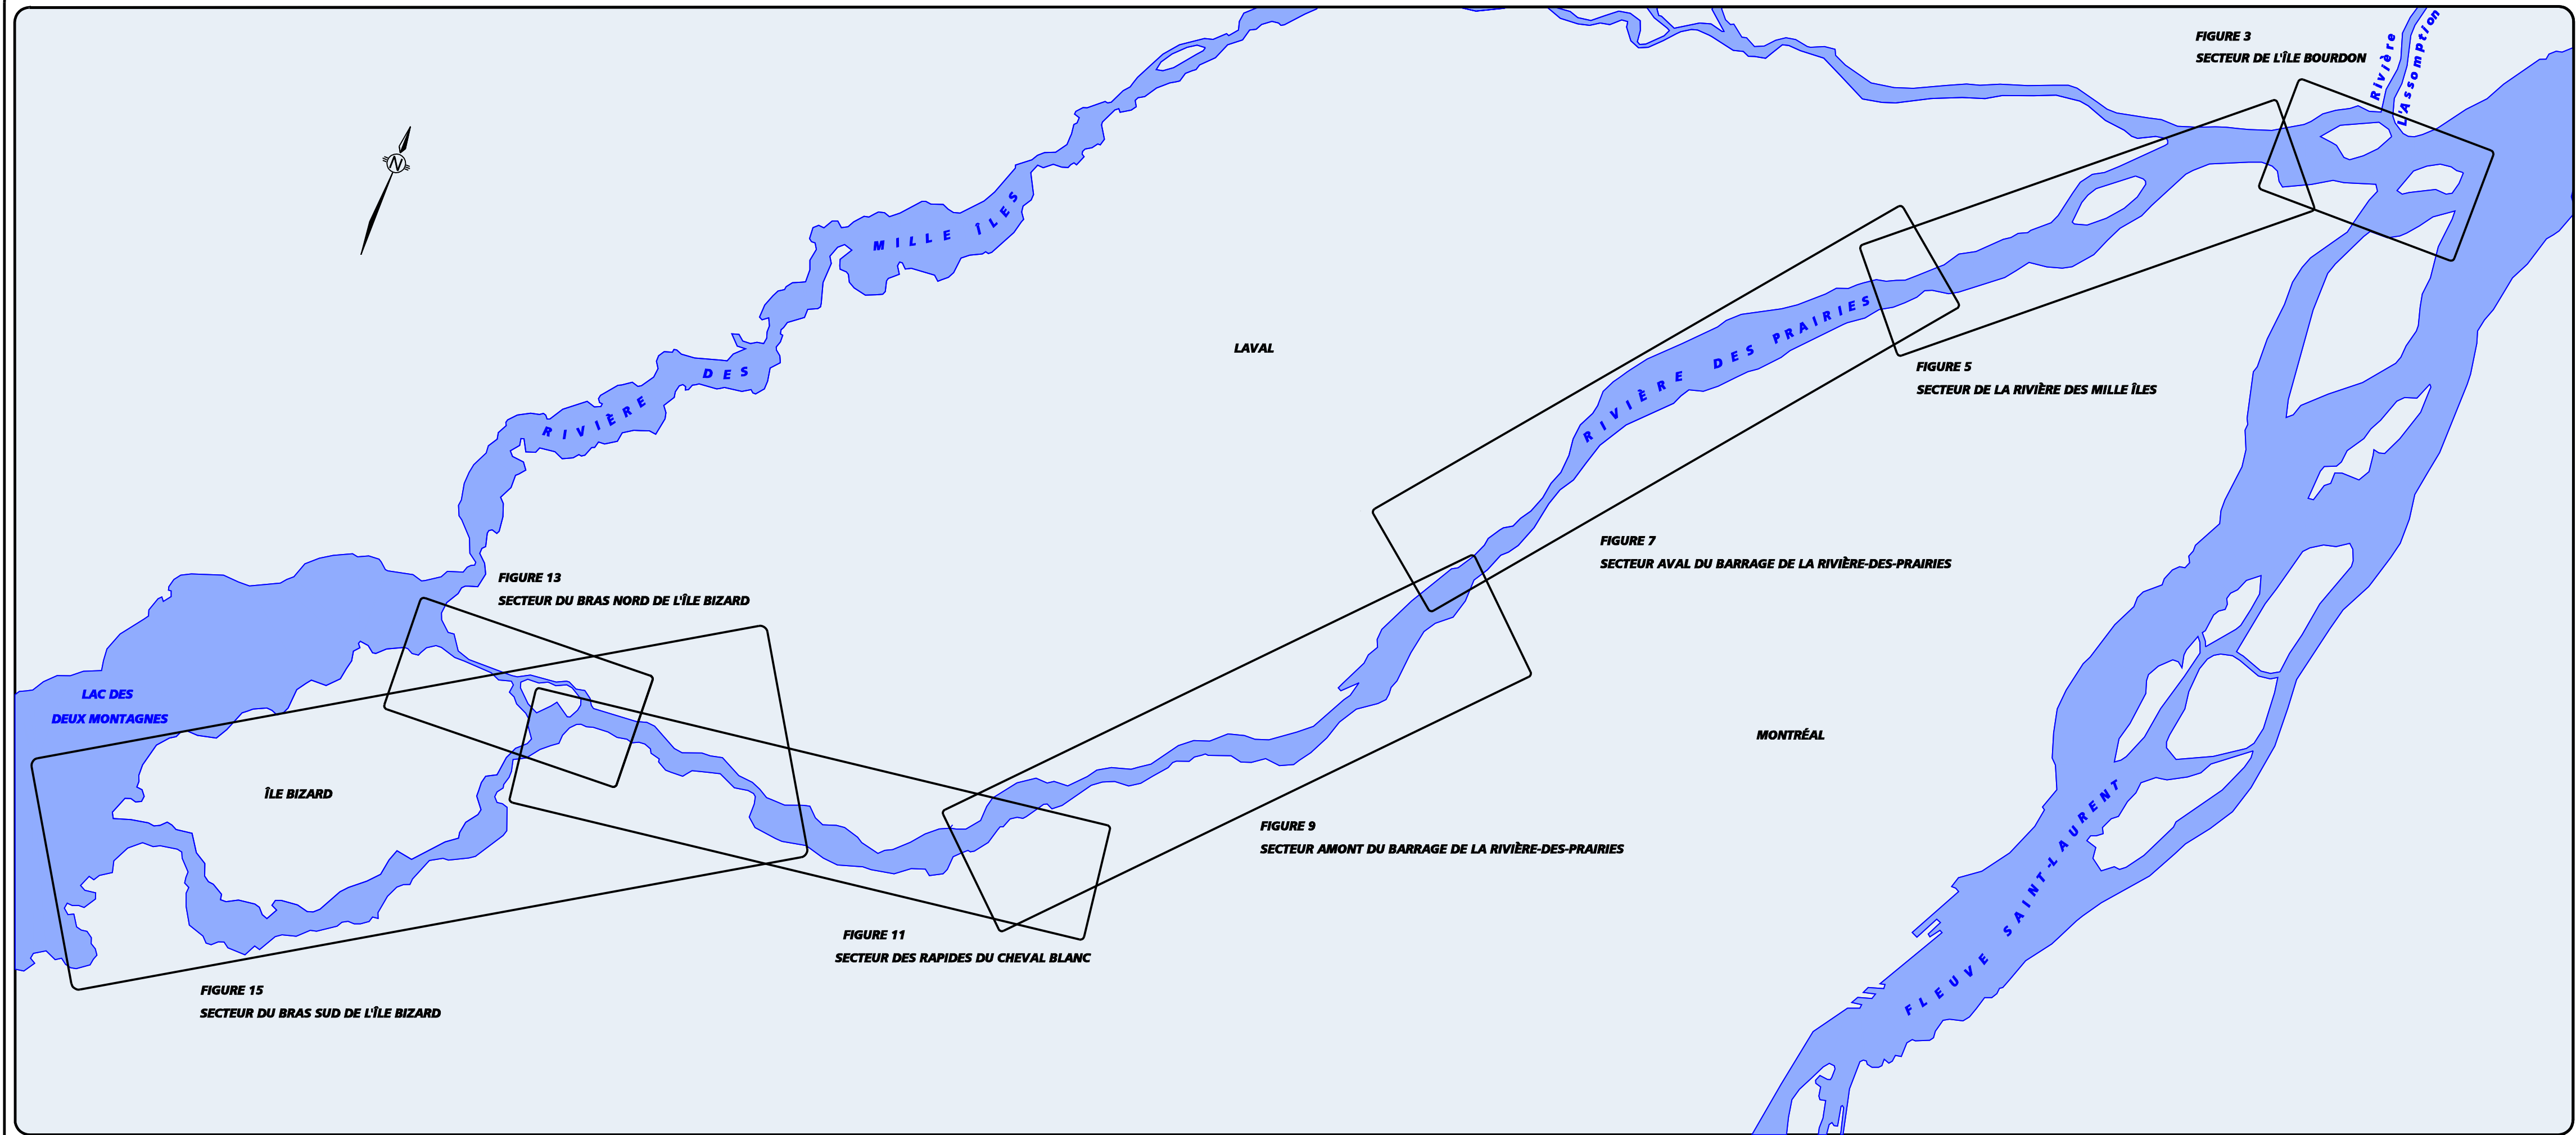 FIGURE 3
SECTEUR DE L'ÎLE BOURDON
Rivière
L'Assomption
N
RIVIÈRE DES MILLE ÎLES
LAVAL
RIVIÈRE DES PRAIRIES
FIGURE 5
SECTEUR DE LA RIVIÈRE DES MILLE ÎLES
FIGURE 7
SECTEUR AVAL DU BARRAGE DE LA RIVIÈRE-DES-PRAIRIES
FIGURE 13
SECTEUR DU BRAS NORD DE L'ÎLE BIZARD
LAC DES
DEUX MONTAGNES
MONTRÉAL
ÎLE BIZARD
FIGURE 9
SECTEUR AMONT DU BARRAGE DE LA RIVIÈRE-DES-PRAIRIES
FLEUVE SAINT-LAURENT
FIGURE 11
SECTEUR DES RAPIDES DU CHEVAL BLANC
FIGURE 15
SECTEUR DU BRAS SUD DE L'ÎLE BIZARD